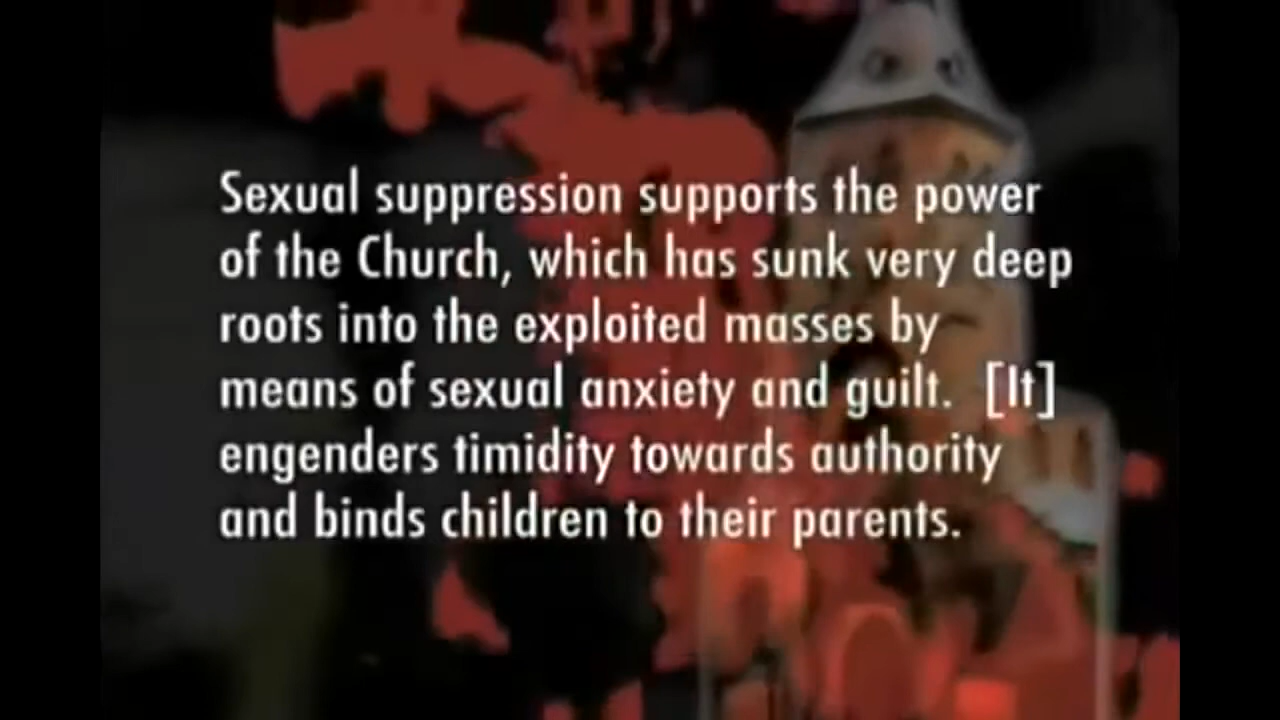 Sexual suppression supports the power
of the Church, which has sunk very deep
roots into the exploited masses by
means of sexual anxiety and guilt. [It]
engenders timidity towards authority
and binds children to their parents.